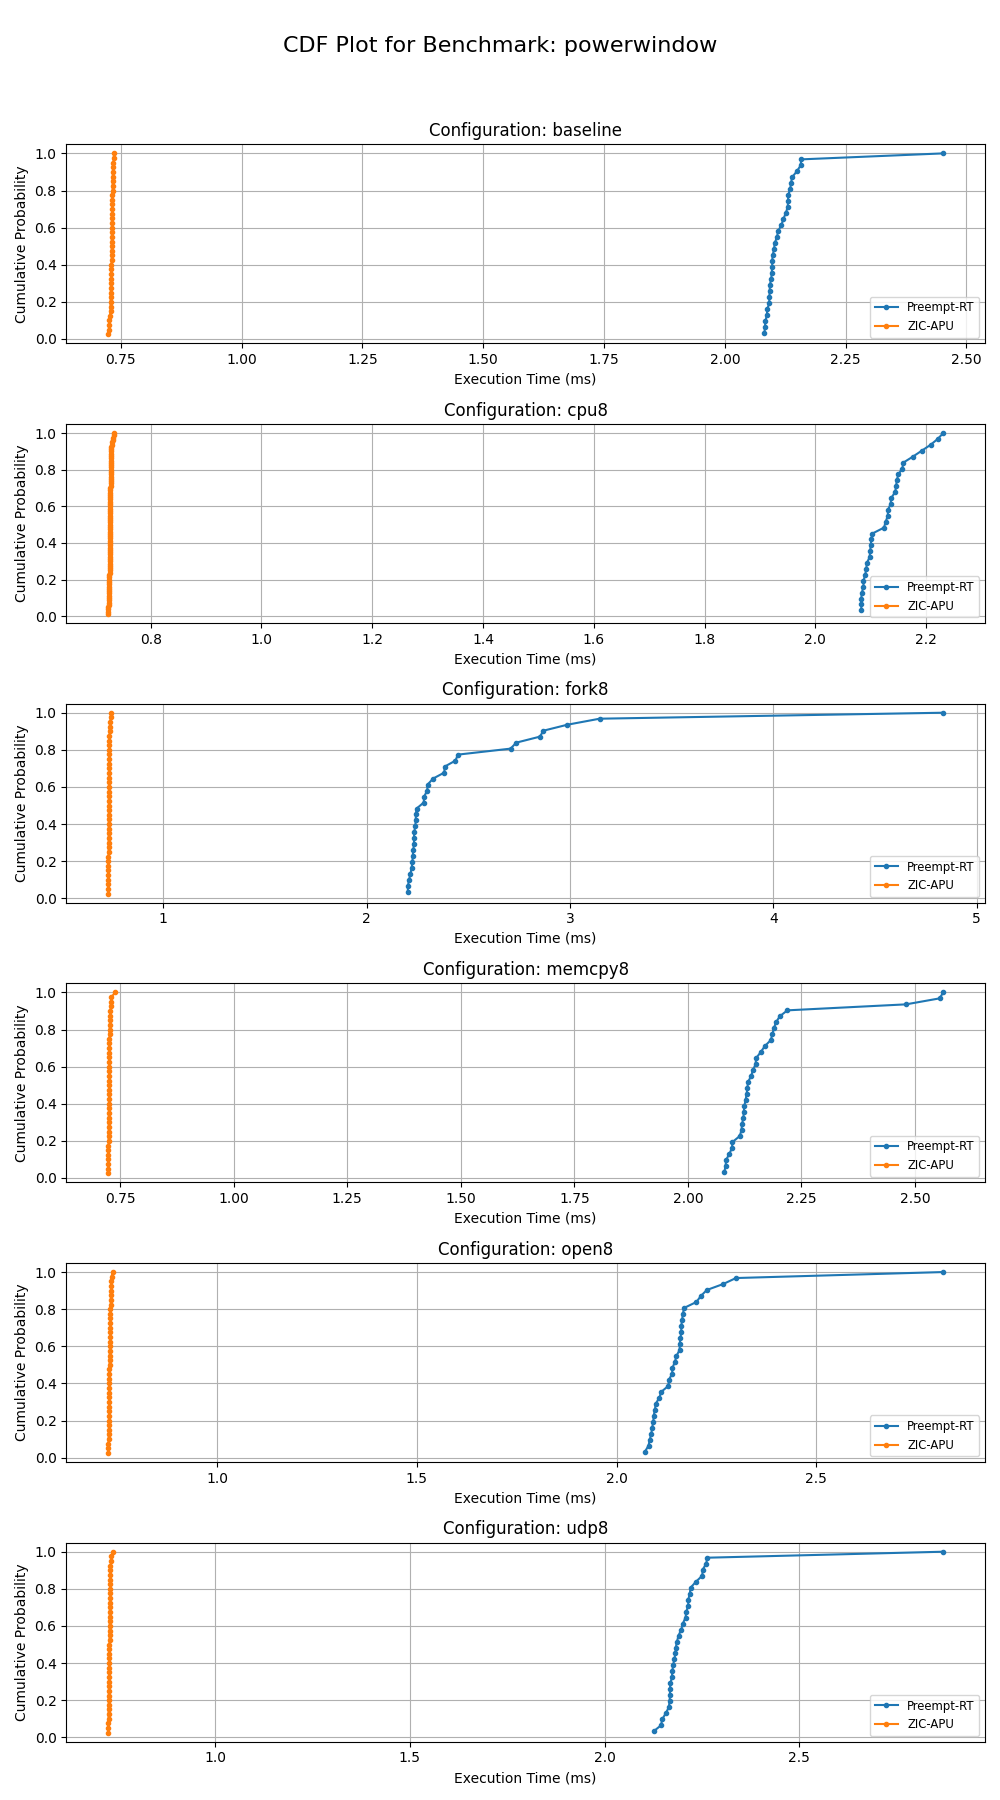 CDF Plot for Benchmark: powerwindow
Configuration: baseline
Cumulative Probability
1.0
0.8
0.6
0.4
0.2
0.0
Preempt-RT
ZIC-APU
0.75 1.00 1.25 1.50 1.75 2.00 2.25 2.50
Execution Time (ms)
Configuration: cpu8
Cumulative Probability
1.0
0.8
0.6
0.4
0.2
0.0
Preempt-RT
ZIC-APU
0.8 1.0 1.2 1.4 1.6 1.8 2.0 2.2
Execution Time (ms)
Configuration: fork8
Cumulative Probability
1.0
0.8
0.6
0.4
0.2
0.0
Preempt-RT
ZIC-APU
1 2 3 4 5
Execution Time (ms)
Configuration: memcpy8
Cumulative Probability
1.0
0.8
0.6
0.4
0.2
0.0
Preempt-RT
ZIC-APU
0.75 1.00 1.25 1.50 1.75 2.00 2.25 2.50
Execution Time (ms)
Configuration: open8
Cumulative Probability
1.0
0.8
0.6
0.4
0.2
0.0
Preempt-RT
ZIC-APU
1.0 1.5 2.0 2.5
Execution Time (ms)
Configuration: udp8
Cumulative Probability
1.0
0.8
0.6
0.4
0.2
0.0
Preempt-RT
ZIC-APU
1.0 1.5 2.0 2.5
Execution Time (ms)